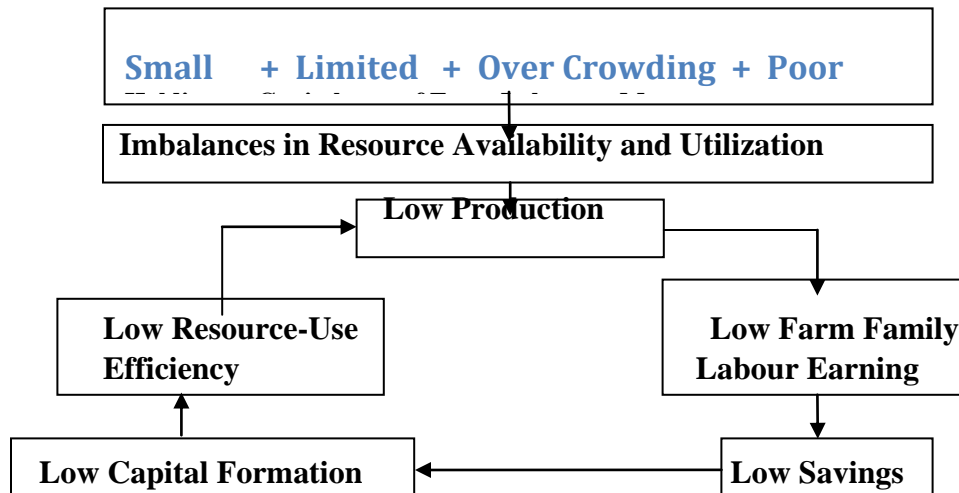 Small + Limited + Over Crowding + Poor
Imbalances in Resource Availability and Utilization
Low Production
Low Resource-Use
Efficiency
Low Farm Family
Labour Earning
Low Capital Formation
Low Savings